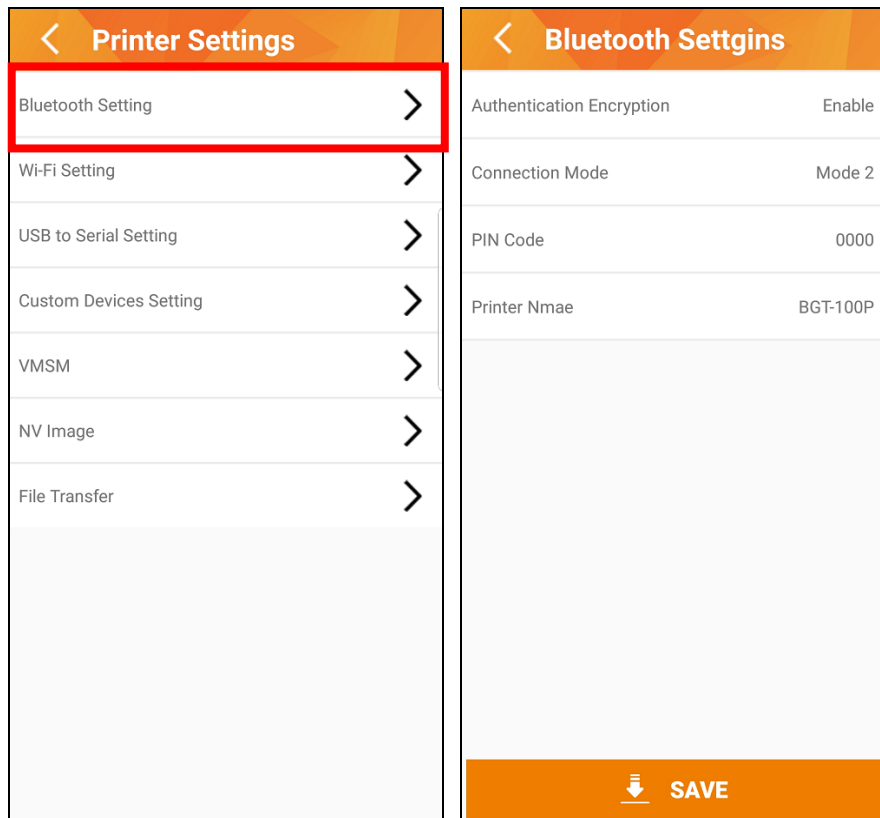 Printer Settings
Bluetooth Setting
Wi-Fi Setting
USB to Serial Setting
Custom Devices Setting
VMSM
NV Image
File Transfer
Bluetooth Settgins
Authentication Encryption Enable
Connection Mode Mode 2
PIN Code 0000
Printer Nmae BGT-100P
SAVE